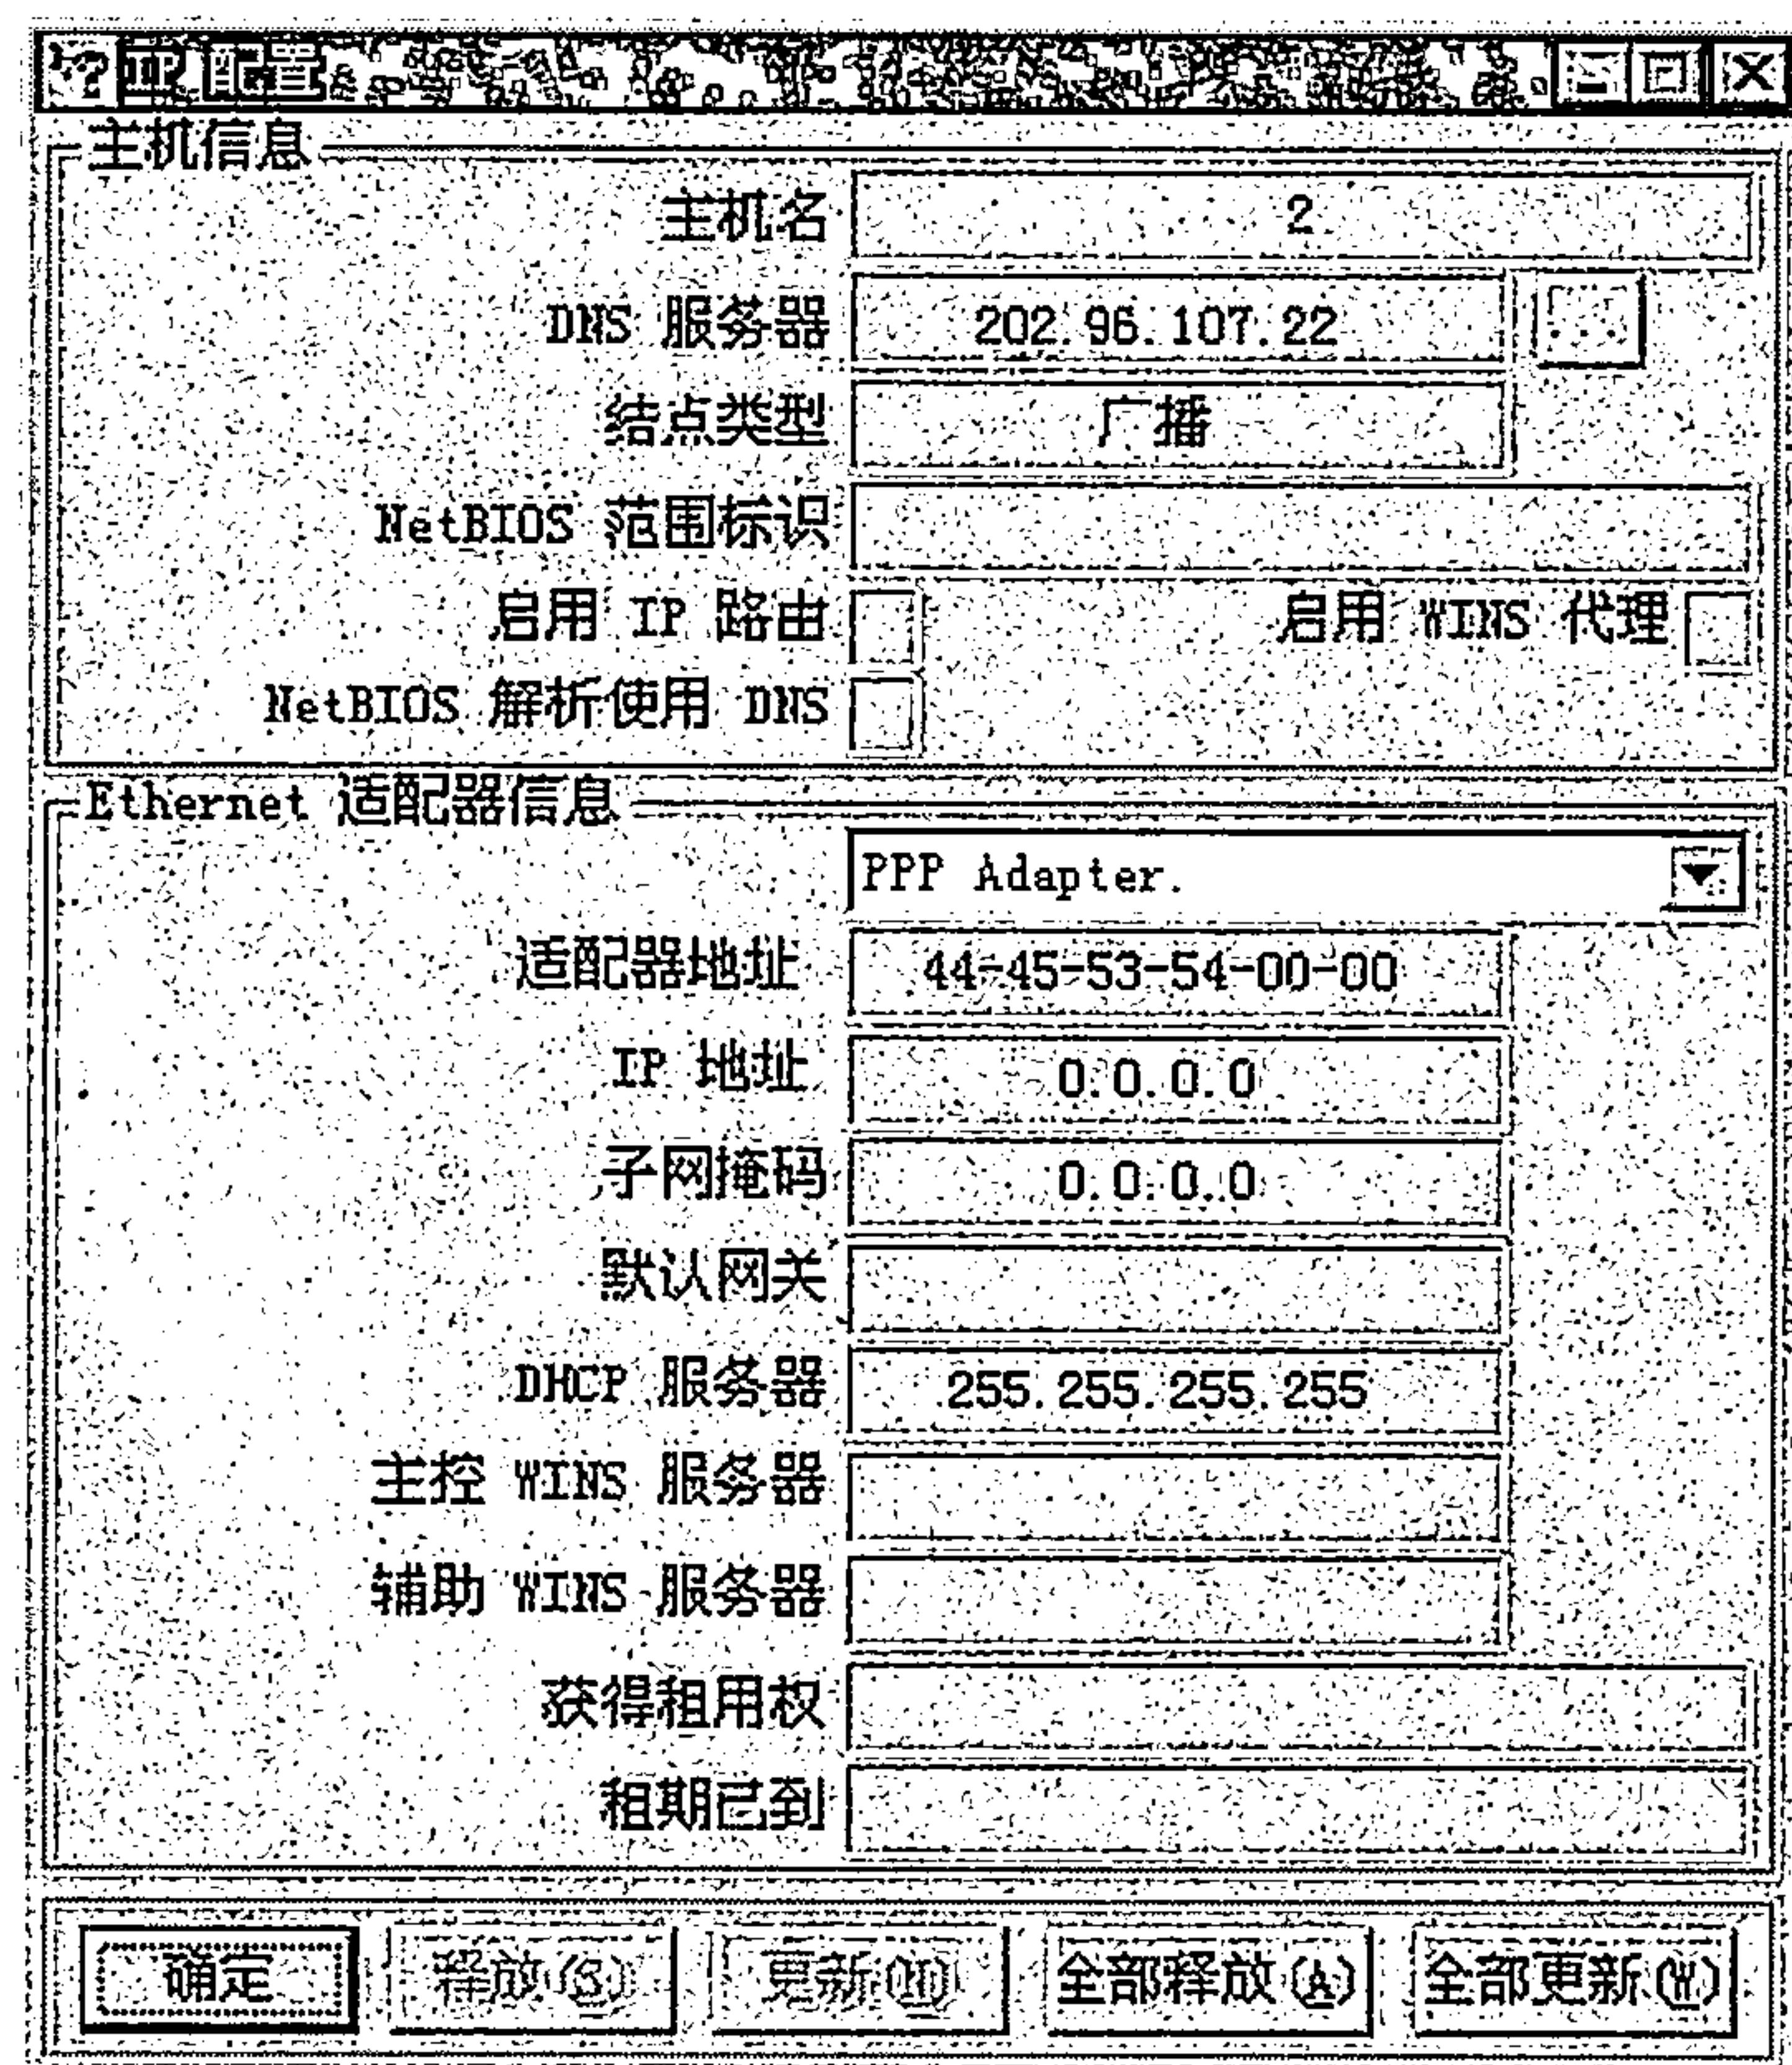 IP 配置
主机信息
主机名 2
DNS 服务器 202.96.107.22 ...
结点类型 广播
NetBIOS 范围标识
启用 IP 路由 启用 WINS 代理
NetBIOS 解析使用 DNS
Ethernet 适配器信息
PPP Adapter.
适配器地址 44-45-53-54-00-00
IP 地址 0.0.0.0
子网掩码 0.0.0.0
默认网关
DHCP 服务器 255.255.255.255
主控 WINS 服务器
辅助 WINS 服务器
获得租用权
租期已到
确定 释放(S) 更新(N) 全部释放(A) 全部更新(W)